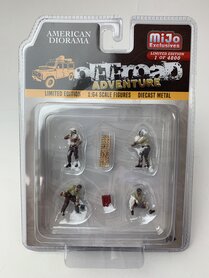 AMERICAN
DIORAMA
OFFROAD
ADVENTURE
MiJo
Exclusives
LIMITED EDITION
1 OF 4800
LIMITED EDITION 1:64 SCALE FIGURES DIECAST METAL